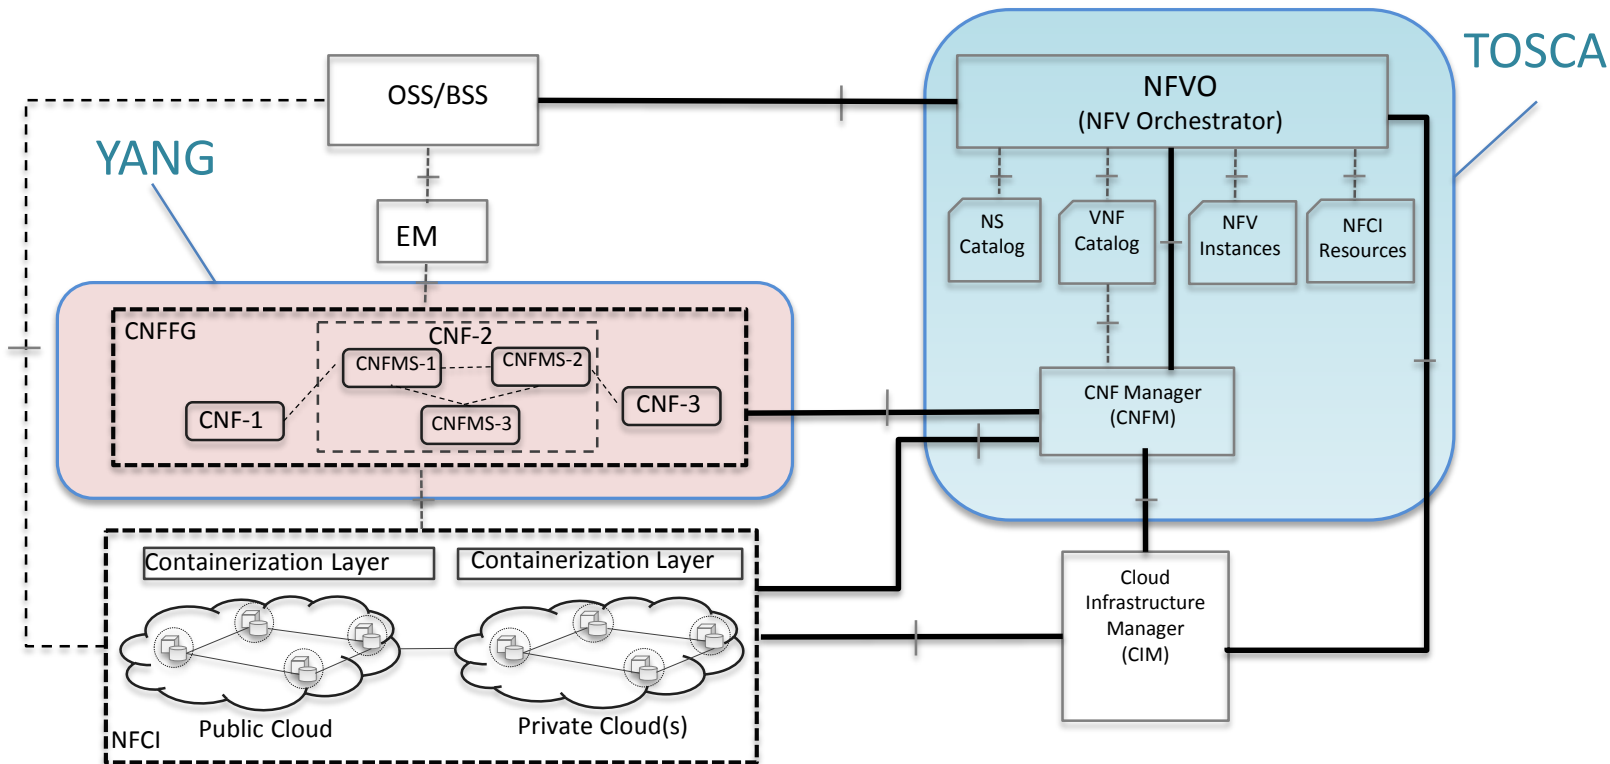 TOSCA
OSS/BSS
NFVO
(NFV Orchestrator)
YANG
EM
NS
Catalog
VNF
Catalog
NFV
Instances
NFCI
Resources
CNFFG
CNF-2
CNFMS-1
CNFMS-2
CNF-1
CNFMS-3
CNF-3
CNF Manager
(CNFM)
Containerization Layer
Containerization Layer
Cloud
Infrastructure
Manager
(CIM)
Public Cloud
Private Cloud(s)
NFCI